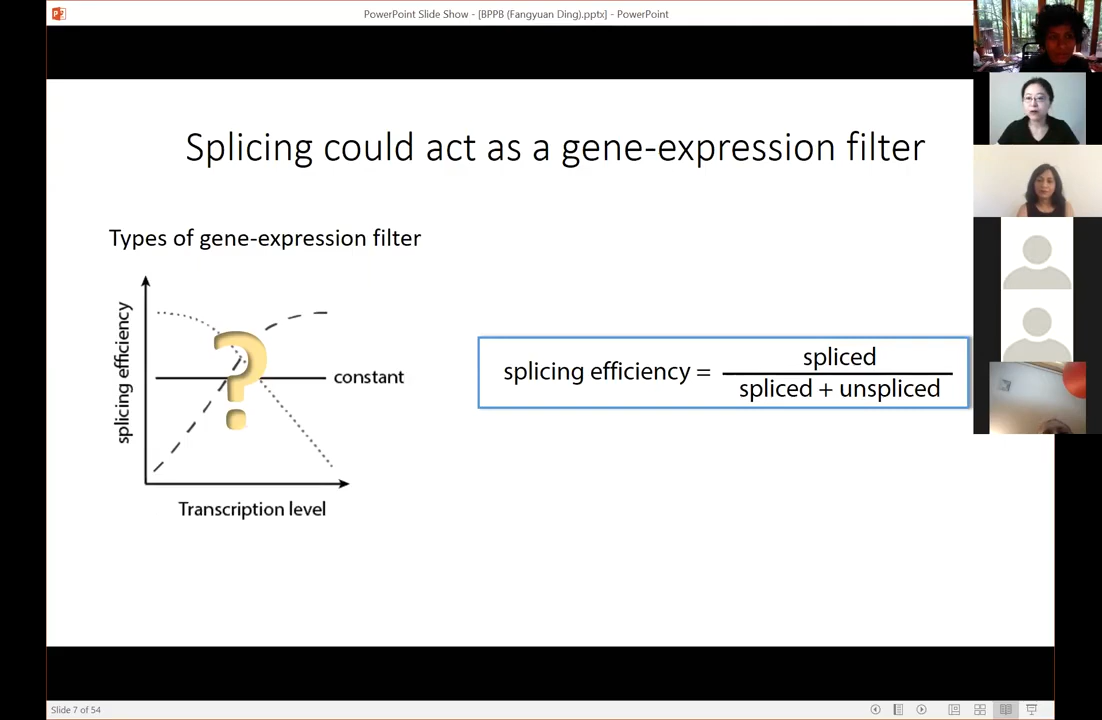 PowerPoint Slide Show - [BPPB (Fangyuan Ding).pptx] - PowerPoint
Splicing could act as a gene-expression filter
Types of gene-expression filter
splicing efficiency
constant
Transcription level
splicing efficiency = spliced
spliced + unspliced
Slide 7 of 54